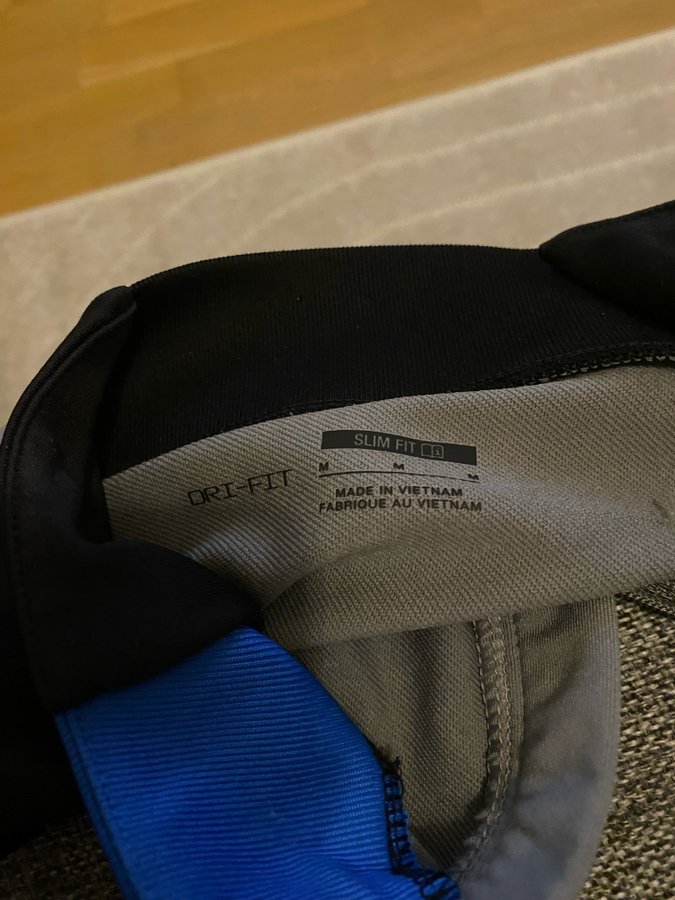 SLIM FIT
DRI-FIT
M M M
MADE IN VIETNAM
FABRIQUE AU VIETNAM